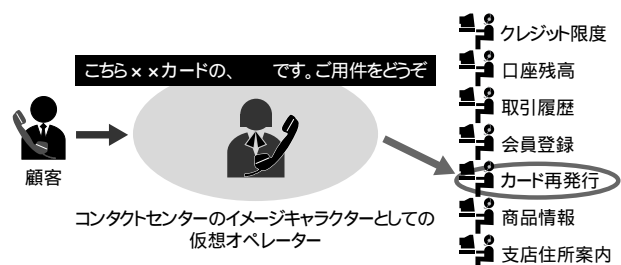 こちら××カードの、　　です。ご用件をどうぞ
顧客
コンタクトセンターのイメージキャラクターとしての
仮想オペレーター
クレジット限度
口座残高
取引履歴
会員登録
カード再発行
商品情報
支店住所案内